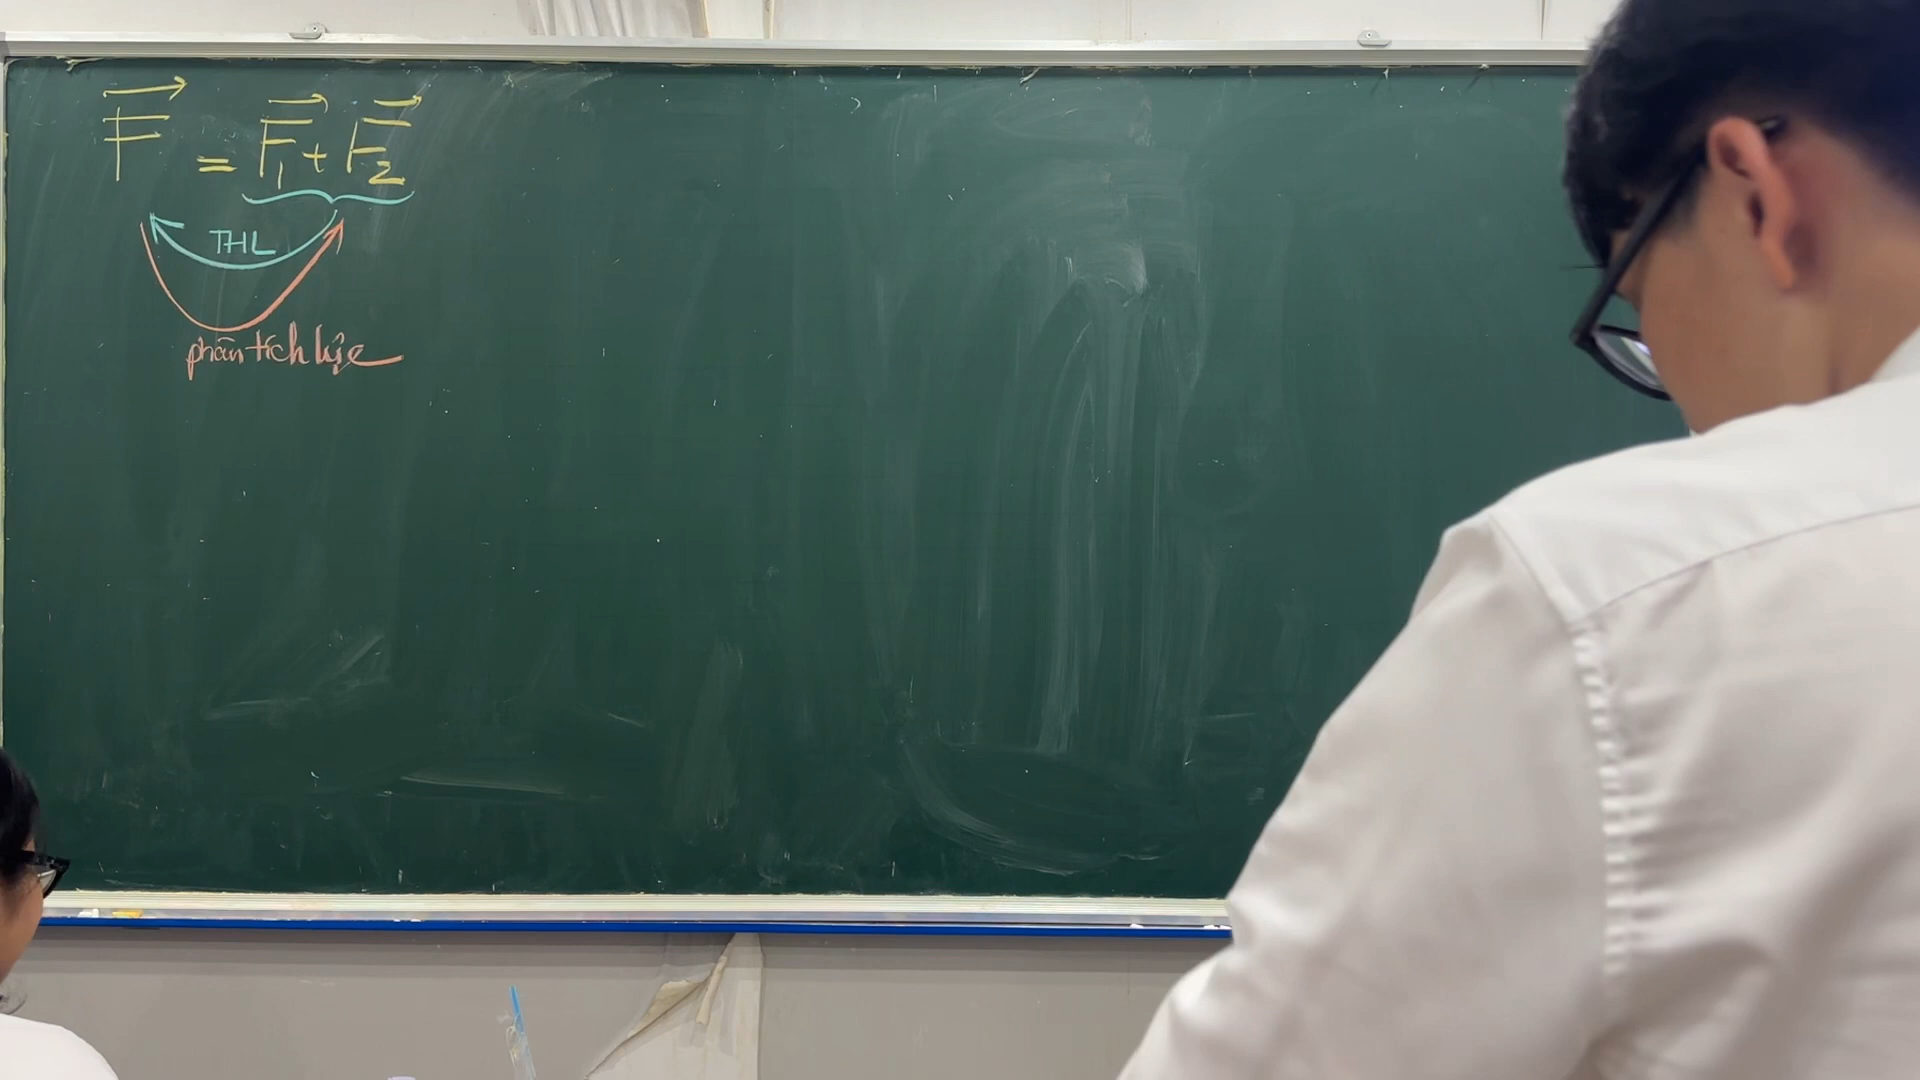 F = F₁ + F₂
THL
phân tích lực